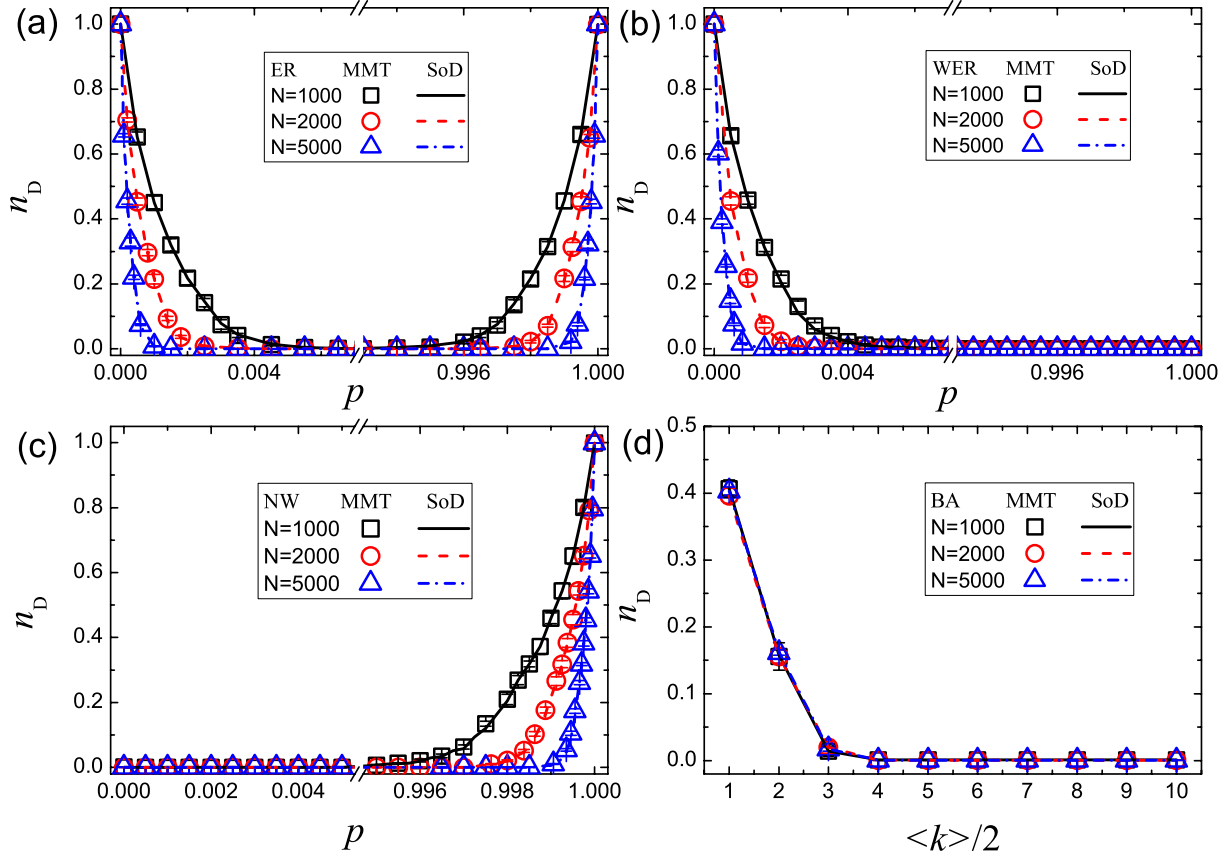 (a)
n_D
1.0
0.8
0.6
0.4
0.2
0.0
ER MMT SoD
N=1000
N=2000
N=5000
0.000 0.004 0.996 1.000
p
(b)
n_D
1.0
0.8
0.6
0.4
0.2
0.0
WER MMT SoD
N=1000
N=2000
N=5000
0.000 0.004 0.996 1.000
p
(c)
n_D
1.0
0.8
0.6
0.4
0.2
0.0
NW MMT SoD
N=1000
N=2000
N=5000
0.000 0.002 0.004 0.996 0.998 1.000
p
(d)
n_D
0.5
0.4
0.3
0.2
0.1
0.0
BA MMT SoD
N=1000
N=2000
N=5000
1 2 3 4 5 6 7 8 9 10
<k>/2